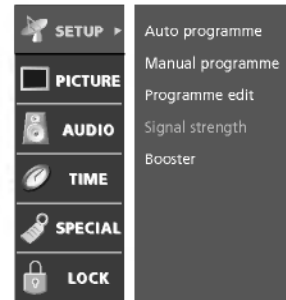 SETUP
PICTURE
AUDIO
TIME
SPECIAL
LOCK
Auto programme
Manual programme
Programme edit
Signal strength
Booster